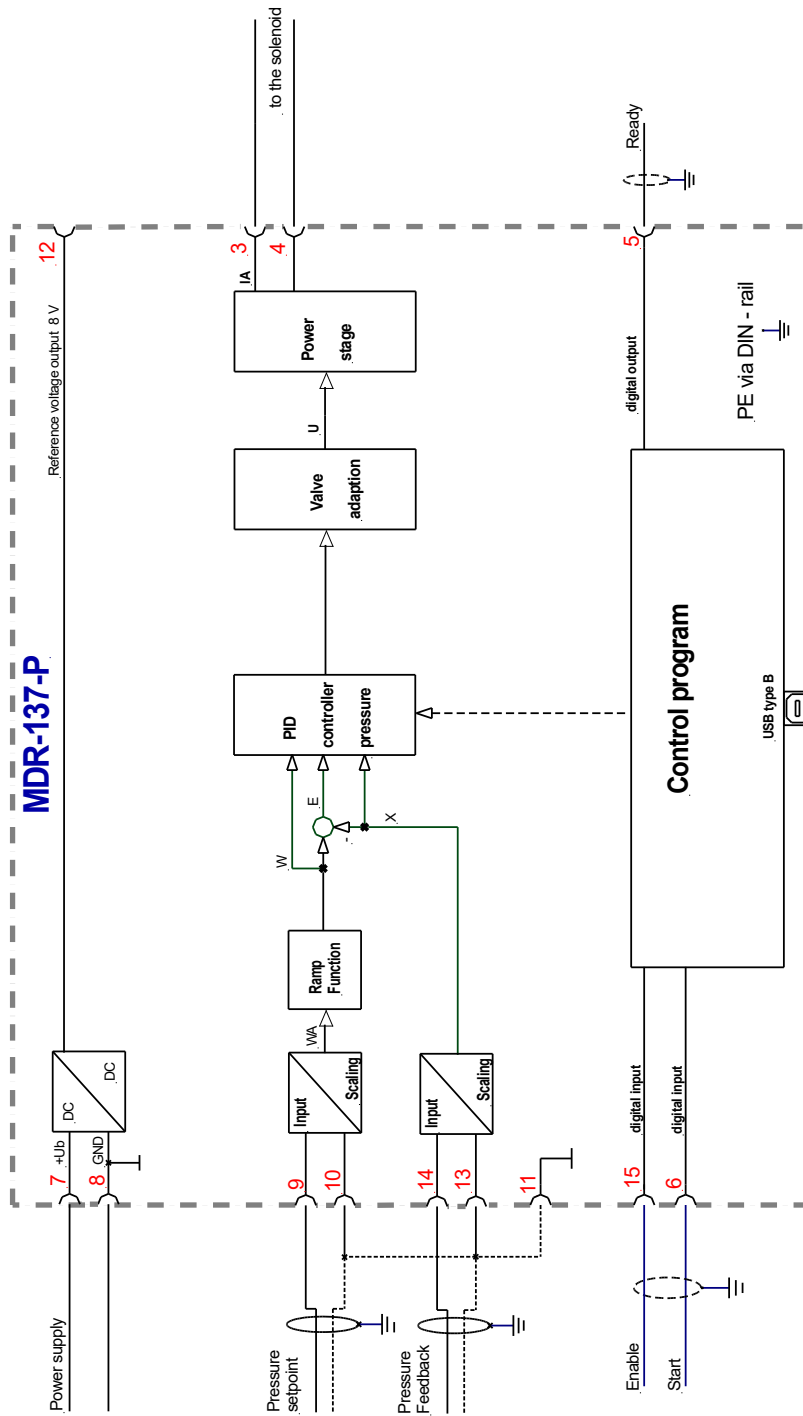 MDR-137-P
Power supply
7
+Ub
8
GND
DC
DC
Reference voltage output 8 V
12
Pressure
setpoint
9
10
Input
Scaling
WA
Ramp
Function
W
E
-
X
PID
controller
pressure
Valve
adaption
U
Power
stage
IA
3
4
to the solenoid
Pressure
Feedback
14
13
Input
Scaling
11
Enable
Start
15
6
digital input
digital input
Control program
USB type B
digital output
5
Ready
PE via DIN - rail